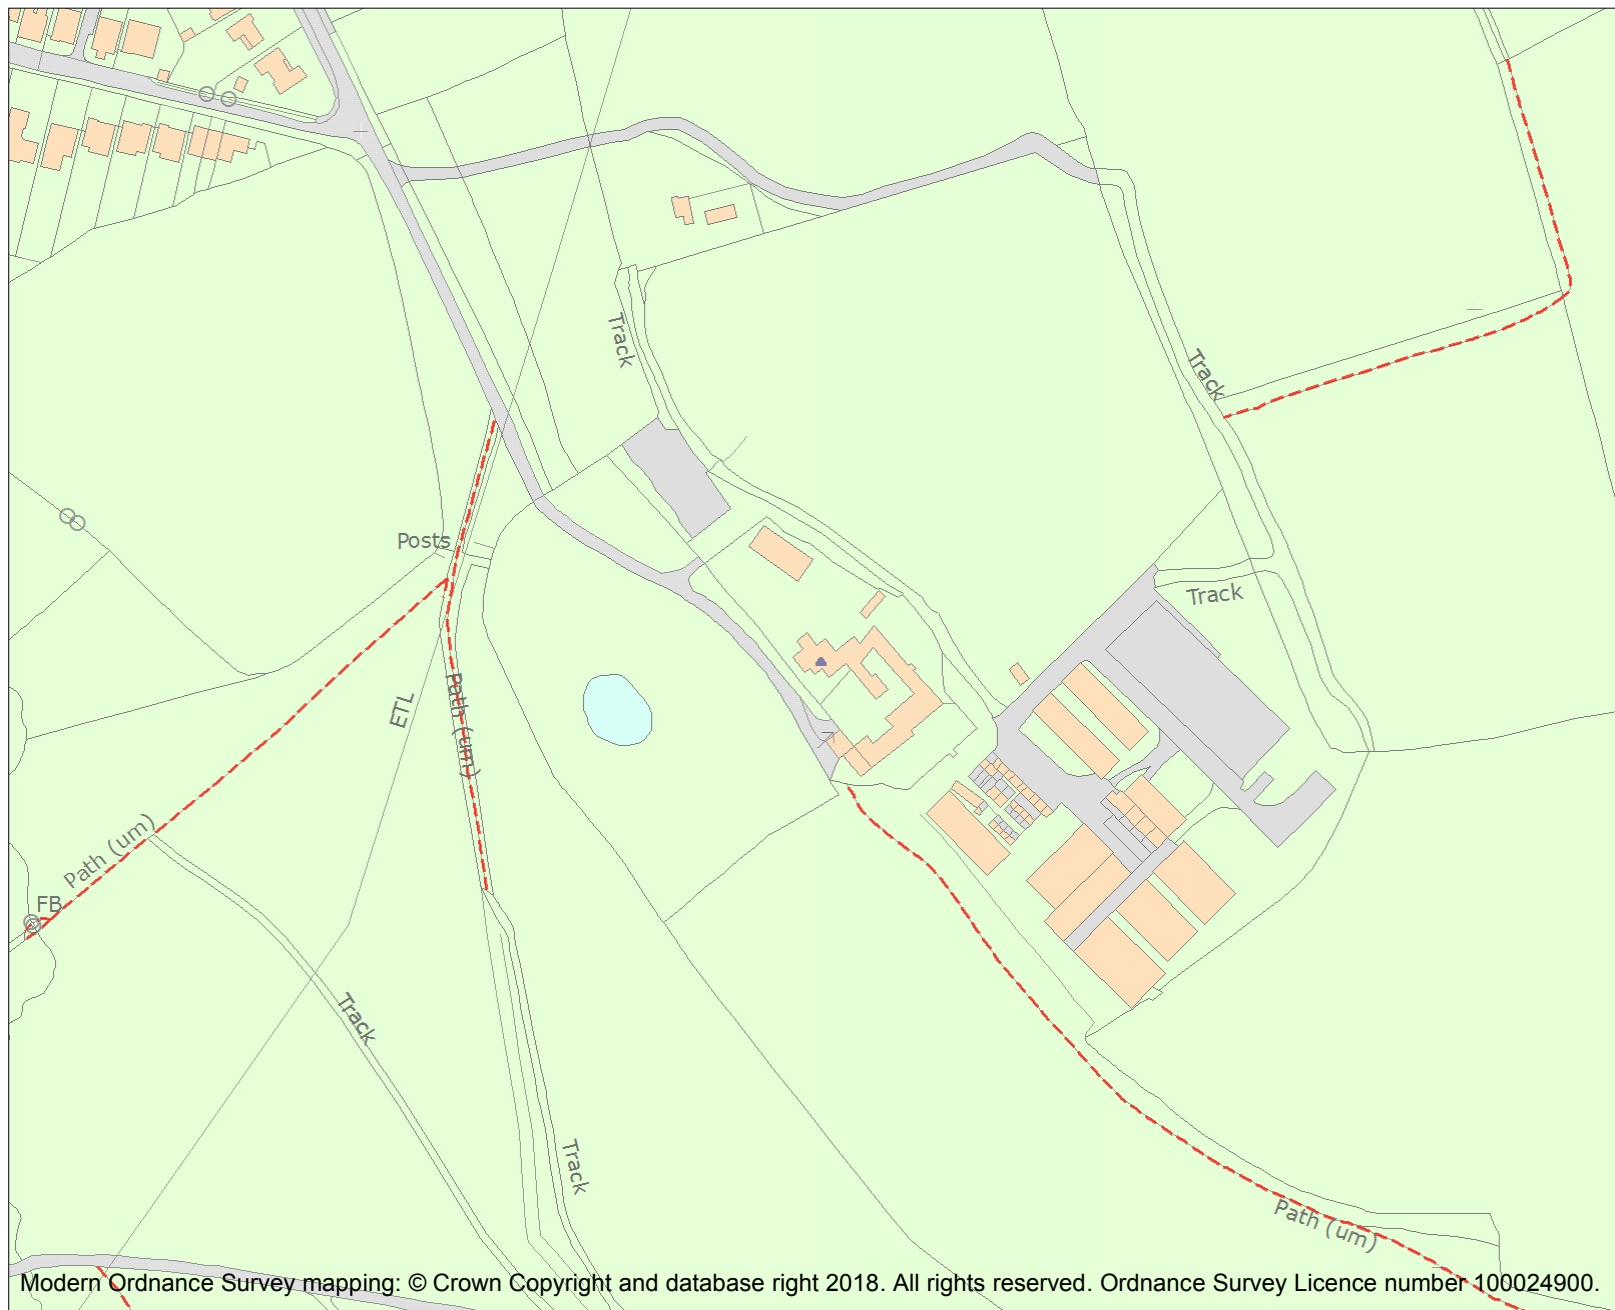 Track
Track
Posts
Track
ETL
Path (um)
Path (um)
FB
Track
Track
Path (um)
Modern Ordnance Survey mapping: © Crown Copyright and database right 2018. All rights reserved. Ordnance Survey Licence number 100024900.